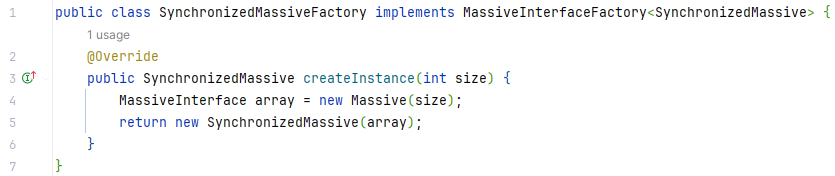 1 public class SynchronizedMassiveFactory implements MassiveInterfaceFactory<SynchronizedMassive> {
1 usage
2 @Override
3 public SynchronizedMassive createInstance(int size) {
4 MassiveInterface array = new Massive(size);
5 return new SynchronizedMassive(array);
6 }
7 }